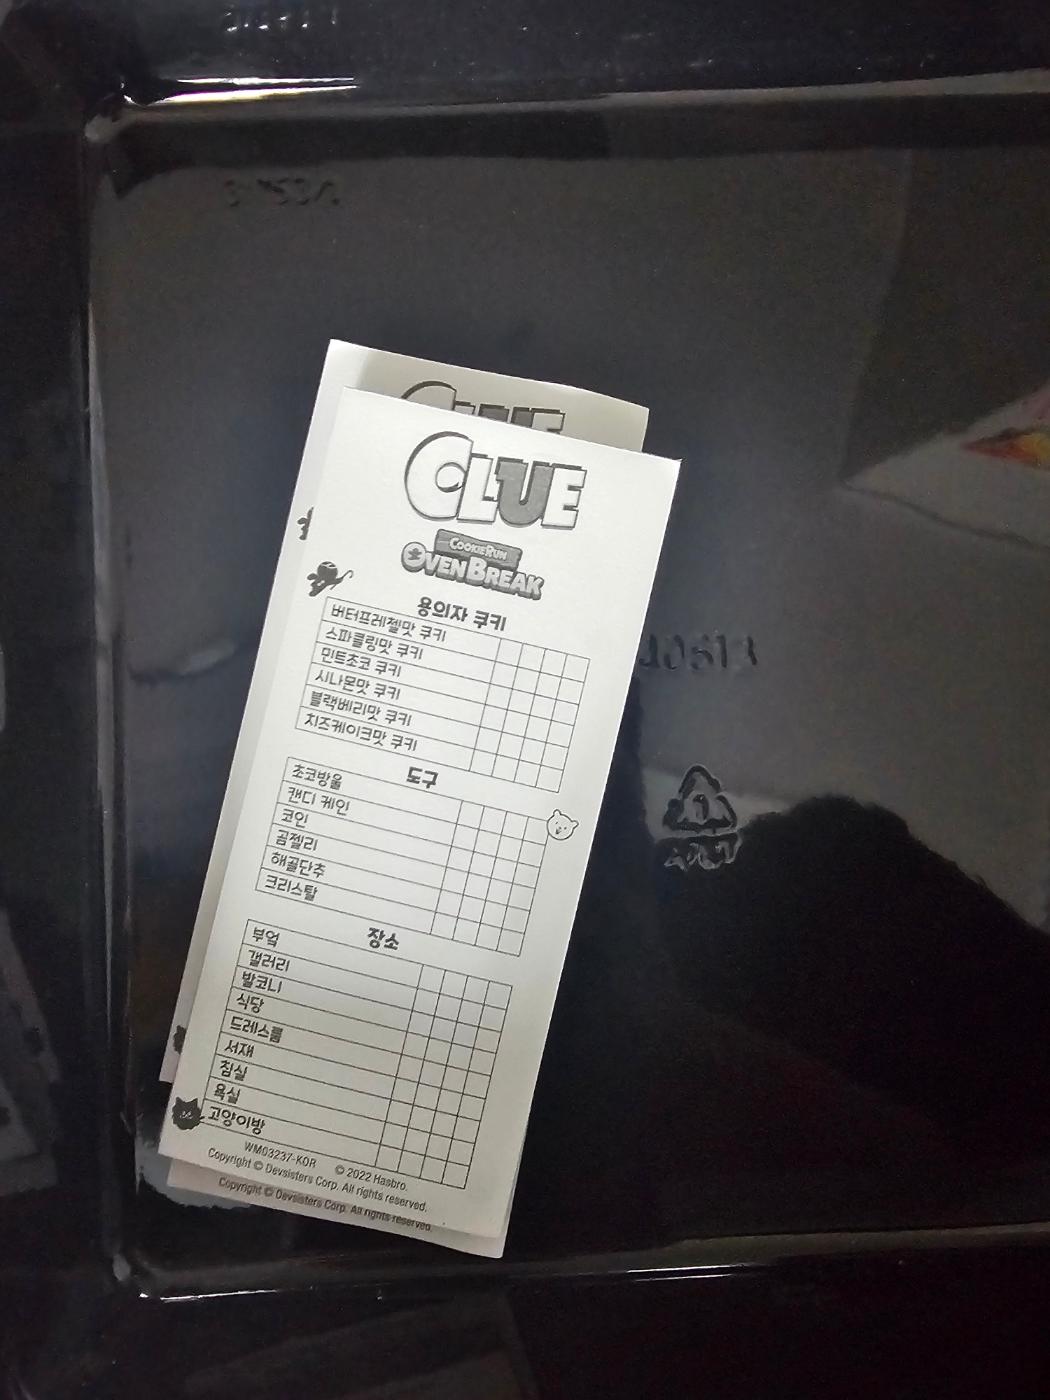 CLUE
CLUE
COOKIERUN
OVENBREAK
용의자 쿠키
버터프레첼맛 쿠키
스파클링맛 쿠키
민트초코 쿠키
시나몬맛 쿠키
블랙베리맛 쿠키
치즈케이크맛 쿠키
도구
초코방울
캔디 케인
코인
곰젤리
해골단추
크리스탈
장소
부엌
갤러리
발코니
식당
드레스룸
서재
침실
욕실
고양이방
WM03237-KOR © 2022 Hasbro.
Copyright © Devsisters Corp. All rights reserved.
Copyright © Devsisters Corp. All rights reserved.
1